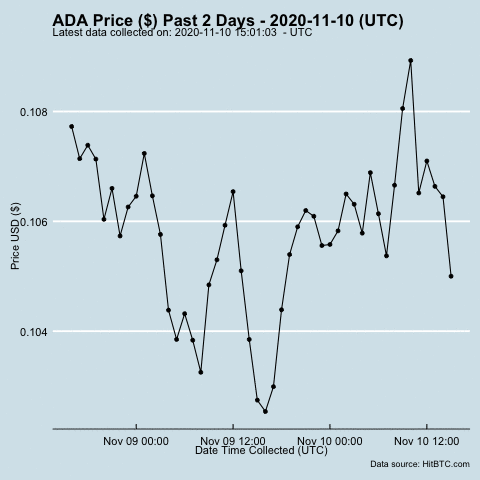 ADA Price ($) Past 2 Days - 2020-11-10 (UTC)
Latest data collected on: 2020-11-10 15:01:03  - UTC
0.108
0.106
0.104
Price USD ($)
Nov 09 00:00 Nov 09 12:00 Nov 10 00:00 Nov 10 12:00
Date Time Collected (UTC)
Data source: HitBTC.com